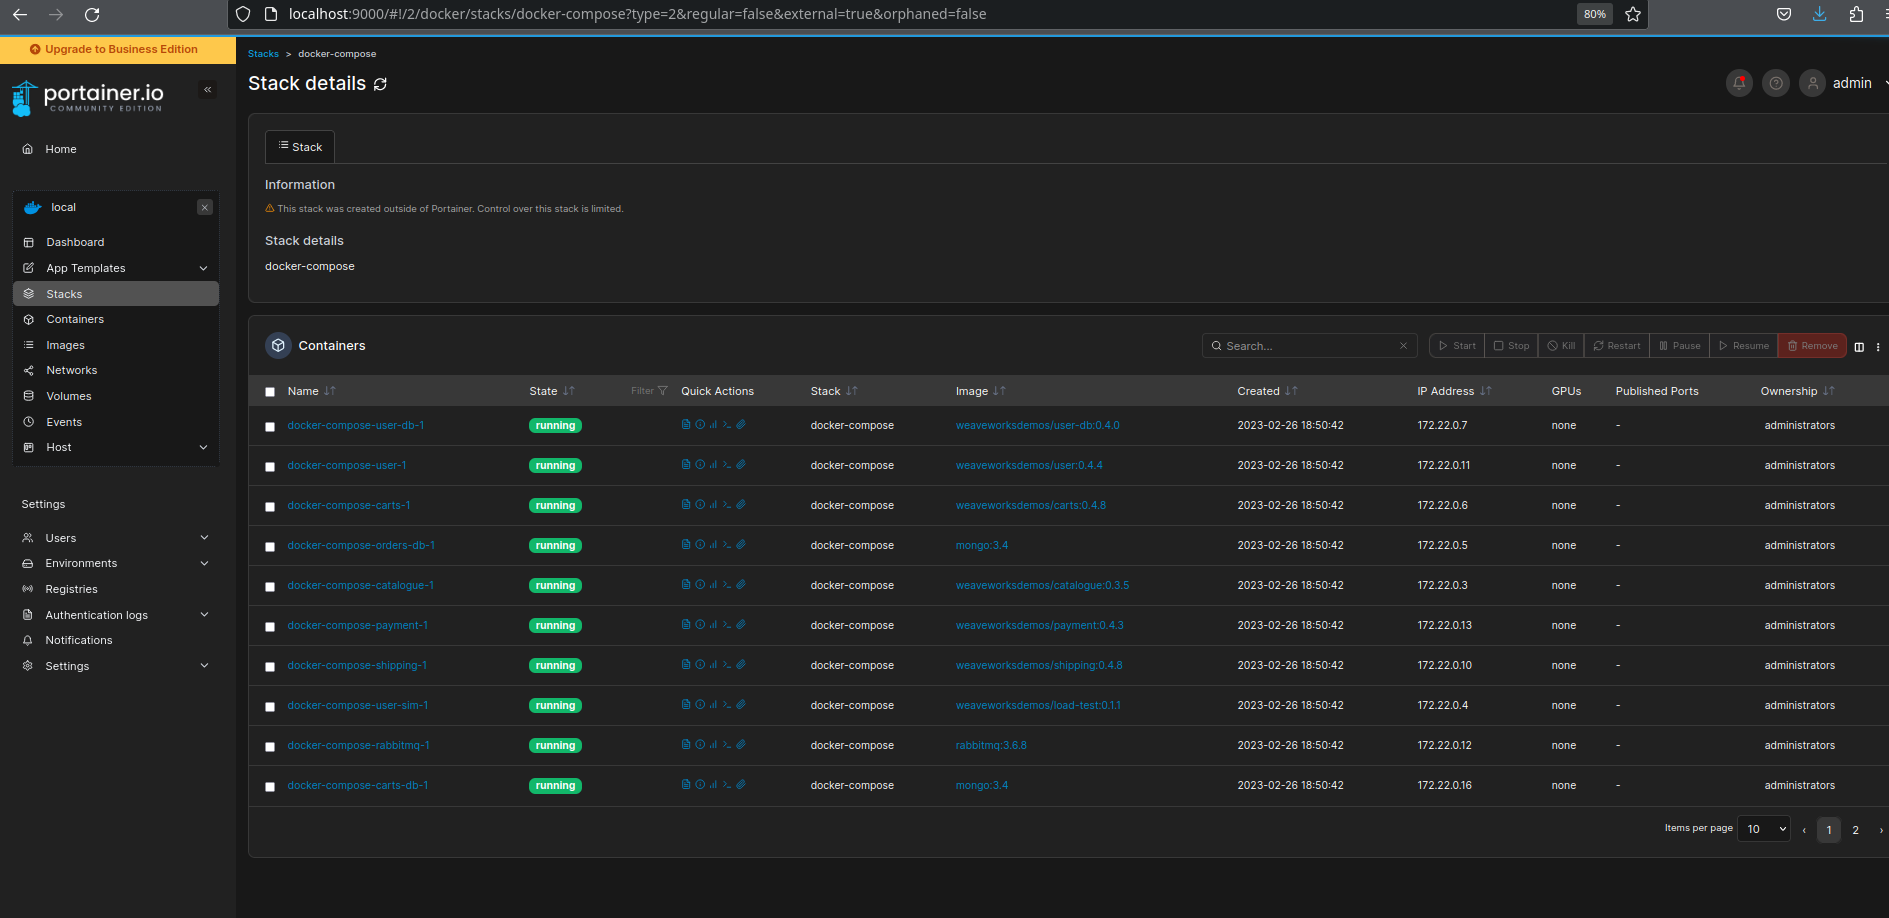 localhost:9000/#!/2/docker/stacks/docker-compose?type=2&regular=false&external=true&orphaned=false
80%
Upgrade to Business Edition
portainer.io
COMMUNITY EDITION
Home
local
Dashboard
App Templates
Stacks
Containers
Images
Networks
Volumes
Events
Host
Settings
Users
Environments
Registries
Authentication logs
Notifications
Settings
Stacks > docker-compose
Stack details
admin
Stack
Information
This stack was created outside of Portainer. Control over this stack is limited.
Stack details
docker-compose
Containers
Search...
Start Stop Kill Restart Pause Resume Remove
Name State Filter Quick Actions Stack Image Created IP Address GPUs Published Ports Ownership
docker-compose-user-db-1 running docker-compose weaveworksdemos/user-db:0.4.0 2023-02-26 18:50:42 172.22.0.7 none - administrators
docker-compose-user-1 running docker-compose weaveworksdemos/user:0.4.4 2023-02-26 18:50:42 172.22.0.11 none - administrators
docker-compose-carts-1 running docker-compose weaveworksdemos/carts:0.4.8 2023-02-26 18:50:42 172.22.0.6 none - administrators
docker-compose-orders-db-1 running docker-compose mongo:3.4 2023-02-26 18:50:42 172.22.0.5 none - administrators
docker-compose-catalogue-1 running docker-compose weaveworksdemos/catalogue:0.3.5 2023-02-26 18:50:42 172.22.0.3 none - administrators
docker-compose-payment-1 running docker-compose weaveworksdemos/payment:0.4.3 2023-02-26 18:50:42 172.22.0.13 none - administrators
docker-compose-shipping-1 running docker-compose weaveworksdemos/shipping:0.4.8 2023-02-26 18:50:42 172.22.0.10 none - administrators
docker-compose-user-sim-1 running docker-compose weaveworksdemos/load-test:0.1.1 2023-02-26 18:50:42 172.22.0.4 none - administrators
docker-compose-rabbitmq-1 running docker-compose rabbitmq:3.6.8 2023-02-26 18:50:42 172.22.0.12 none - administrators
docker-compose-carts-db-1 running docker-compose mongo:3.4 2023-02-26 18:50:42 172.22.0.16 none - administrators
Items per page 10 ‹ 1 2 ›